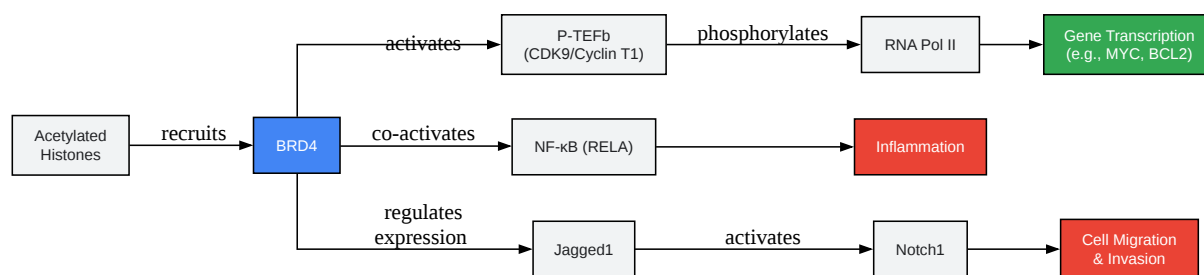 activates
P-TEFb
(CDK9/Cyclin T1)
phosphorylates
RNA Pol II
Gene Transcription
(e.g., MYC, BCL2)
Acetylated
Histones
recruits
BRD4
co-activates
NF-κB (RELA)
Inflammation
regulates
expression
Jagged1
activates
Notch1
Cell Migration
& Invasion